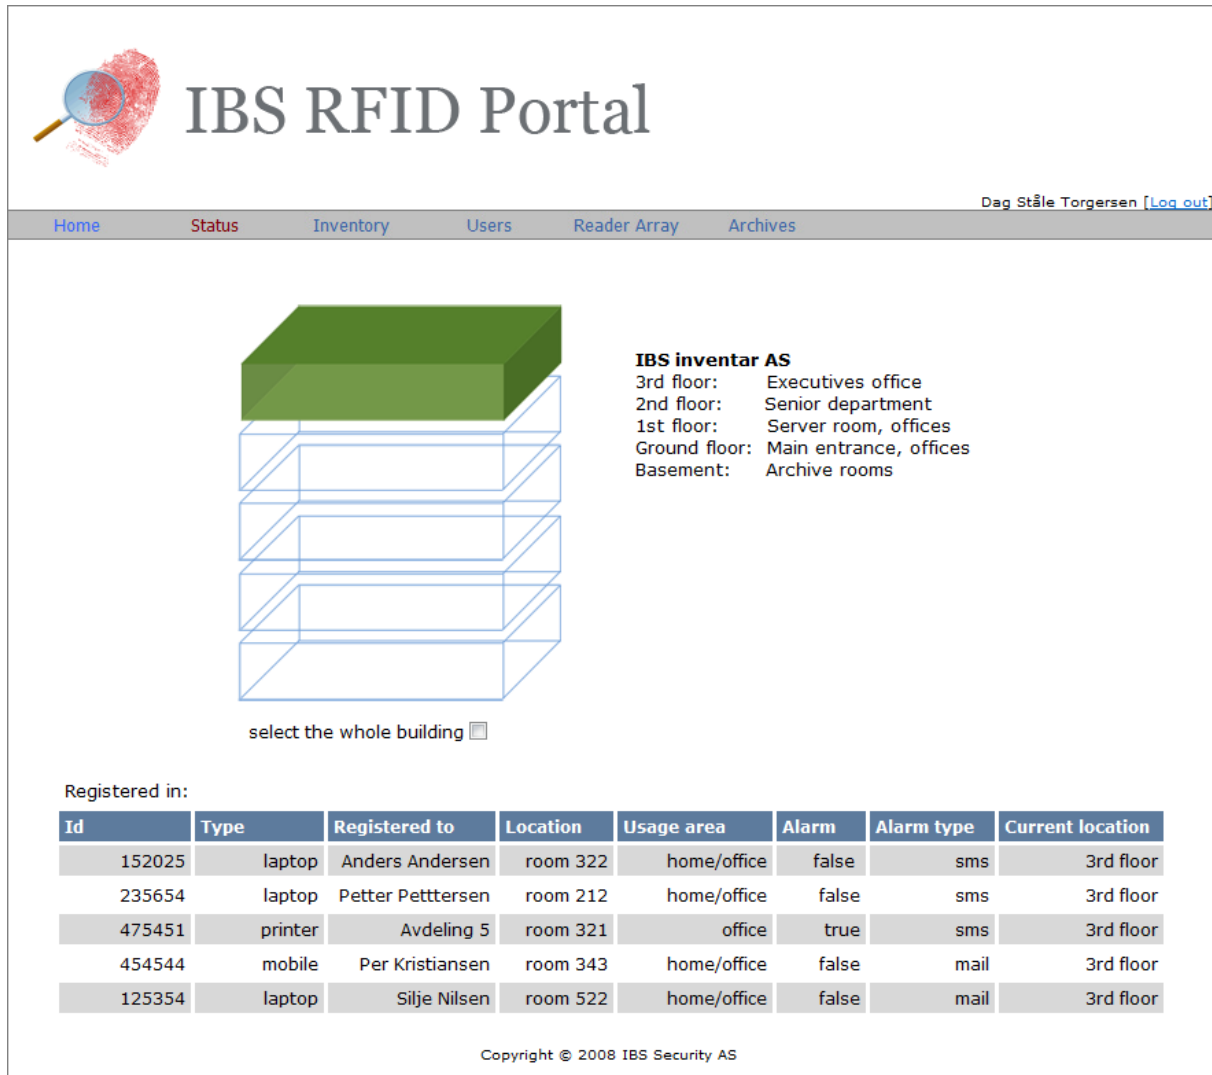 IBS RFID Portal
Dag Ståle Torgersen [Log out]
Home Status Inventory Users Reader Array Archives
IBS inventar AS
3rd floor: Executives office
2nd floor: Senior department
1st floor: Server room, offices
Ground floor: Main entrance, offices
Basement: Archive rooms
select the whole building
Registered in:
Id Type Registered to Location Usage area Alarm Alarm type Current location
152025 laptop Anders Andersen room 322 home/office false sms 3rd floor
235654 laptop Petter Petttersen room 212 home/office false sms 3rd floor
475451 printer Avdeling 5 room 321 office true sms 3rd floor
454544 mobile Per Kristiansen room 343 home/office false mail 3rd floor
125354 laptop Silje Nilsen room 522 home/office false mail 3rd floor
Copyright © 2008 IBS Security AS